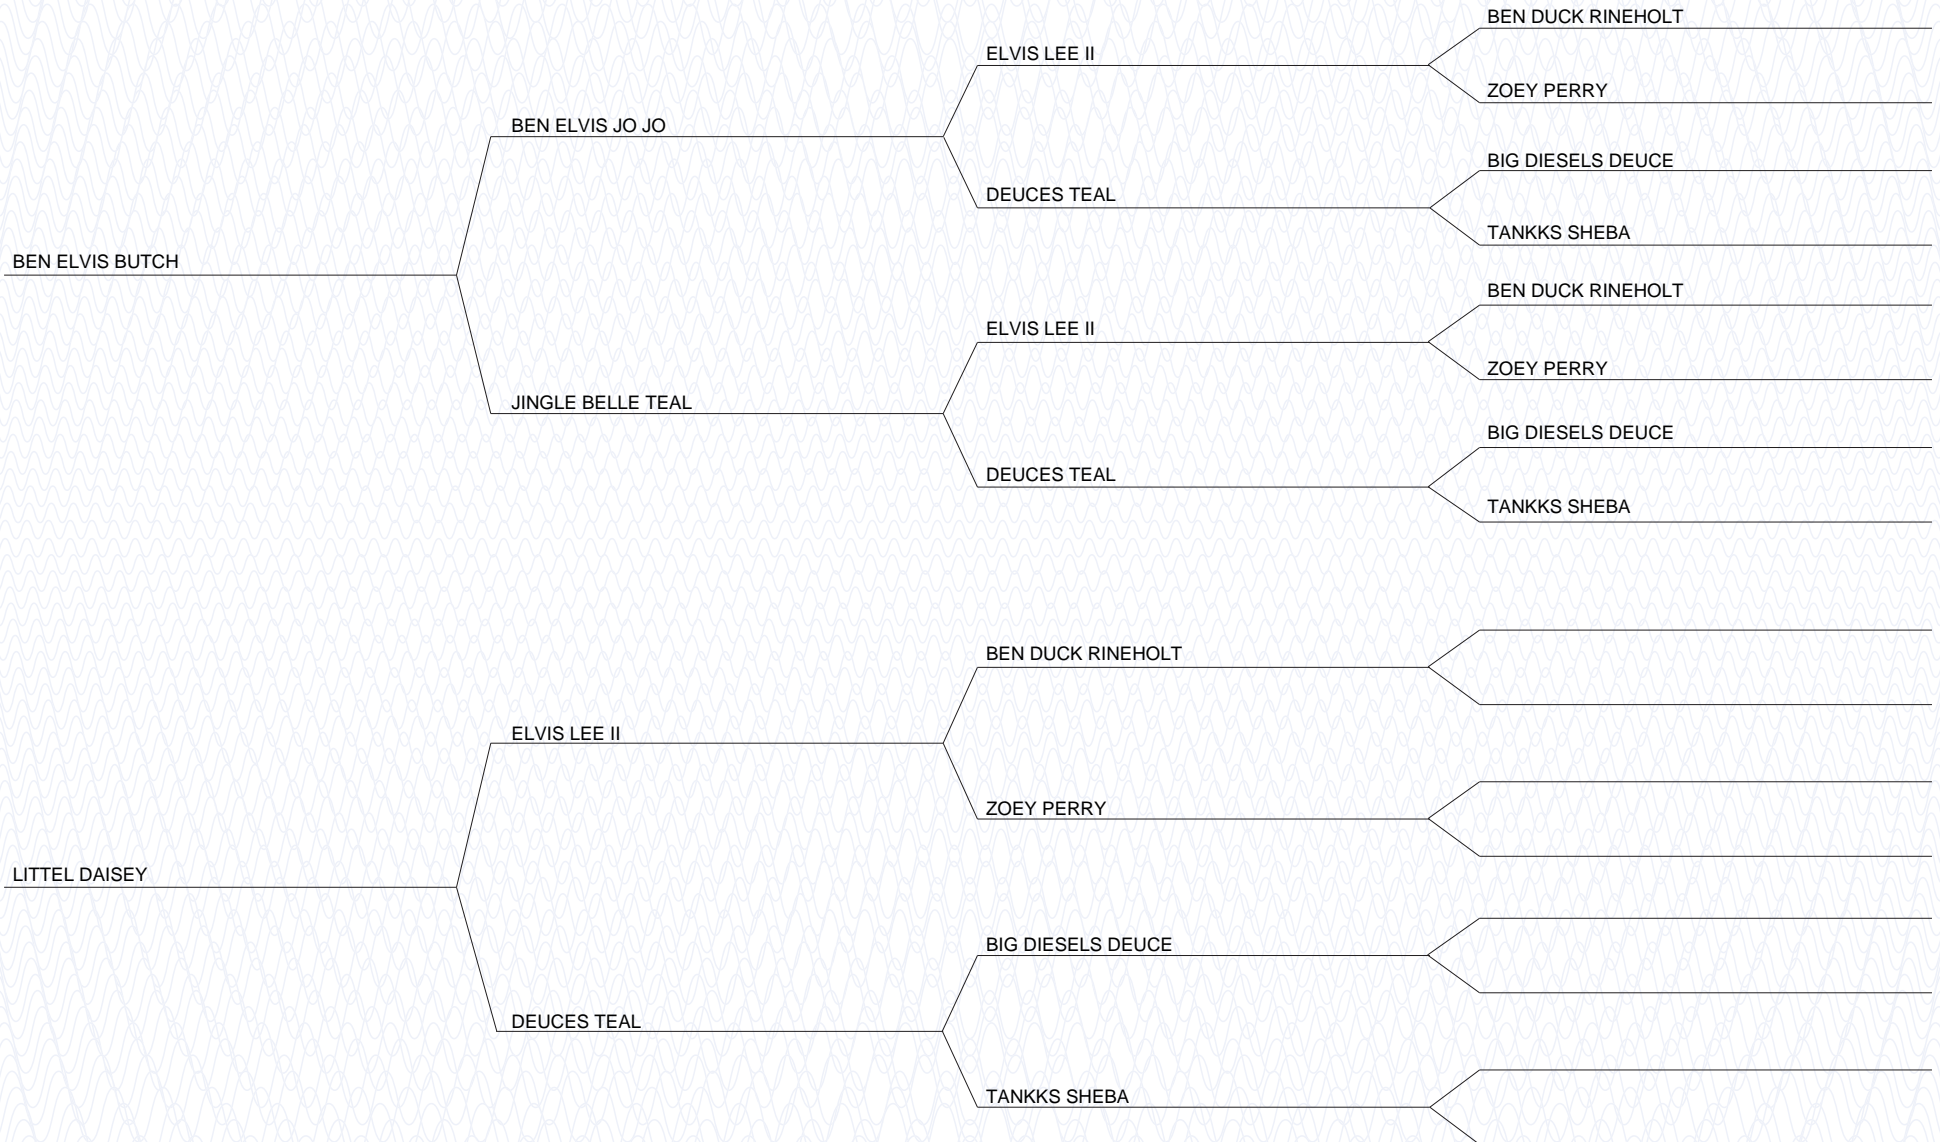 BEN DUCK RINEHOLT
ELVIS LEE II
ZOEY PERRY
BEN ELVIS JO JO
BIG DIESELS DEUCE
DEUCES TEAL
TANKKS SHEBA
BEN ELVIS BUTCH
BEN DUCK RINEHOLT
ELVIS LEE II
ZOEY PERRY
JINGLE BELLE TEAL
BIG DIESELS DEUCE
DEUCES TEAL
TANKKS SHEBA
BEN DUCK RINEHOLT
ELVIS LEE II
ZOEY PERRY
LITTEL DAISEY
BIG DIESELS DEUCE
DEUCES TEAL
TANKKS SHEBA